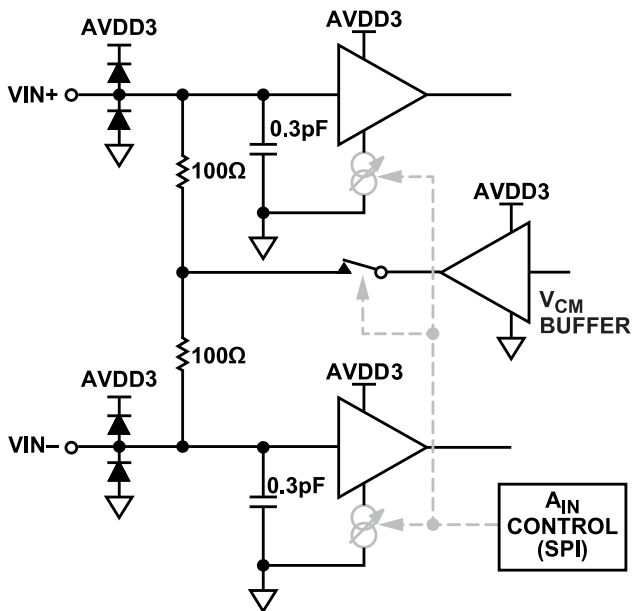 AVDD3
AVDD3
VIN+
0.3pF
100Ω
AVDD3
VCM
BUFFER
100Ω
AVDD3
AVDD3
VIN−
0.3pF
AIN
CONTROL
(SPI)